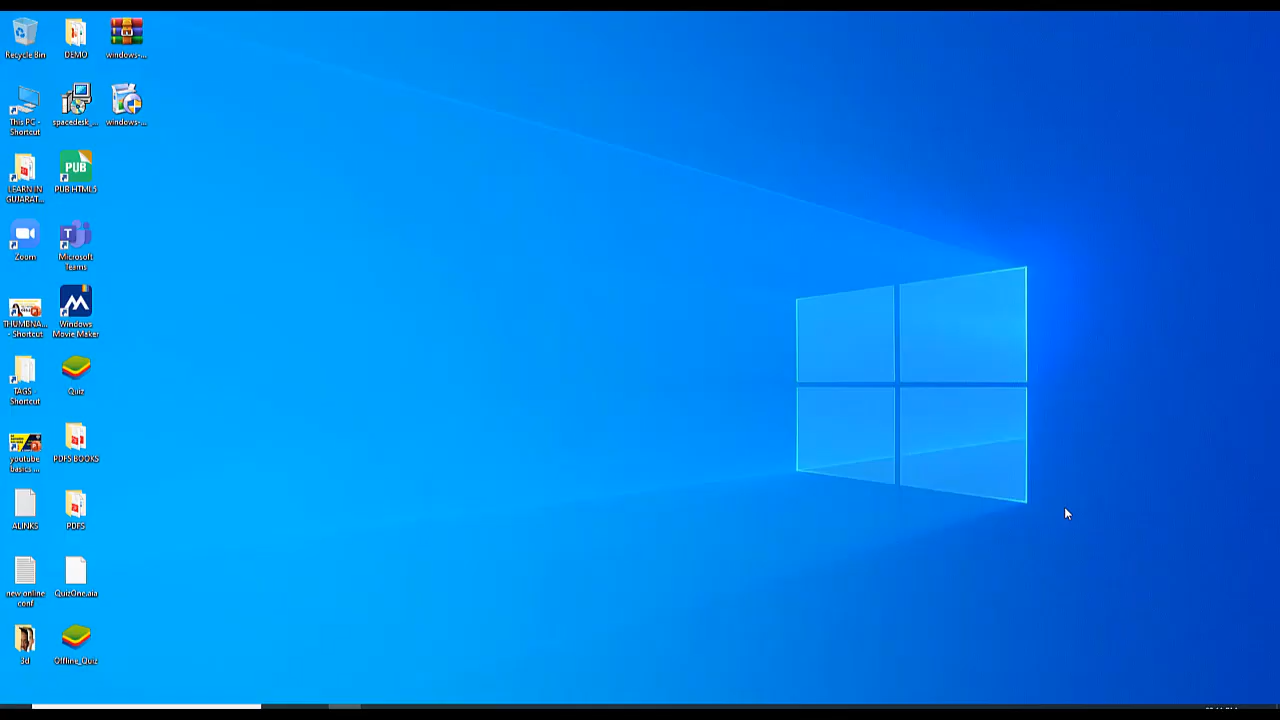 Recycle Bin
DEMO
windows-...
This PC -
Shortcut
spacedesk_...
windows-...
LEARN IN
GUJARAT...
PUB
PUB HTML5
Zoom
T
Microsoft
Teams
THUMBNA...
- Shortcut
Windows
Movie Maker
TAGS -
Shortcut
Quiz
youtube
basics ...
PDFS BOOKS
ALINKS
PDFS
new online
conf
QuizOne.aia
3d
Offline_Quiz